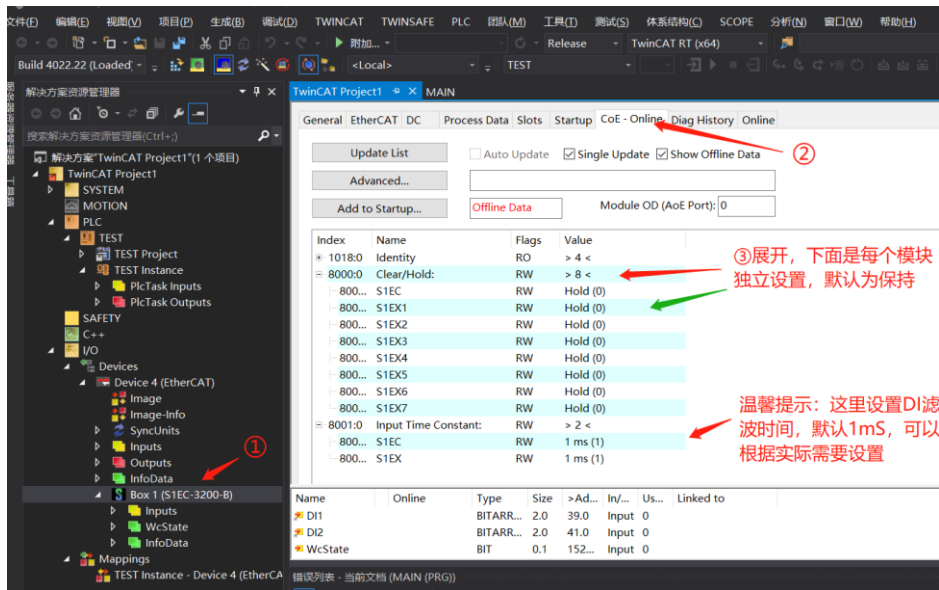 文件(F) 编辑(E) 视图(V) 项目(P) 生成(B) 调试(D) TWINCAT TWINSAFE PLC 团队(M) 工具(T) 测试(S) 体系结构(C) SCOPE 分析(N) 窗口(W) 帮助(H)
附加... Release TwinCAT RT (x64)
Build 4022.22 (Loaded) <Local> TEST
解决方案资源管理器
TwinCAT Project1 MAIN
General EtherCAT DC Process Data Slots Startup CoE - Online Diag History Online
搜索解决方案资源管理器(Ctrl+;)
解决方案"TwinCAT Project1"(1 个项目)
TwinCAT Project1
SYSTEM
MOTION
PLC
TEST
TEST Project
TEST Instance
PlcTask Inputs
PlcTask Outputs
SAFETY
C++
I/O
Devices
Device 4 (EtherCAT)
Image
Image-Info
SyncUnits
Inputs
Outputs
InfoData
Box 1 (S1EC-3200-B)
Inputs
WcState
InfoData
Mappings
TEST Instance - Device 4 (EtherCA
①
Update List Auto Update Single Update Show Offline Data
②
Advanced...
Add to Startup... Offline Data Module OD (AoE Port): 0
Index Name Flags Value
1018:0 Identity RO > 4 <
8000:0 Clear/Hold: RW > 8 <
800... S1EC RW Hold (0)
800... S1EX1 RW Hold (0)
800... S1EX2 RW Hold (0)
800... S1EX3 RW Hold (0)
800... S1EX4 RW Hold (0)
800... S1EX5 RW Hold (0)
800... S1EX6 RW Hold (0)
800... S1EX7 RW Hold (0)
8001:0 Input Time Constant: RW > 2 <
800... S1EC RW 1 ms (1)
800... S1EX RW 1 ms (1)
③展开，下面是每个模块
独立设置，默认为保持
温馨提示：这里设置DI滤
波时间，默认1mS，可以
根据实际需要设置
Name Online Type Size >Ad... In/... Us... Linked to
DI1 BITARR... 2.0 39.0 Input 0
DI2 BITARR... 2.0 41.0 Input 0
WcState BIT 0.1 152... Input 0
错误列表 - 当前文档 (MAIN (PRG))